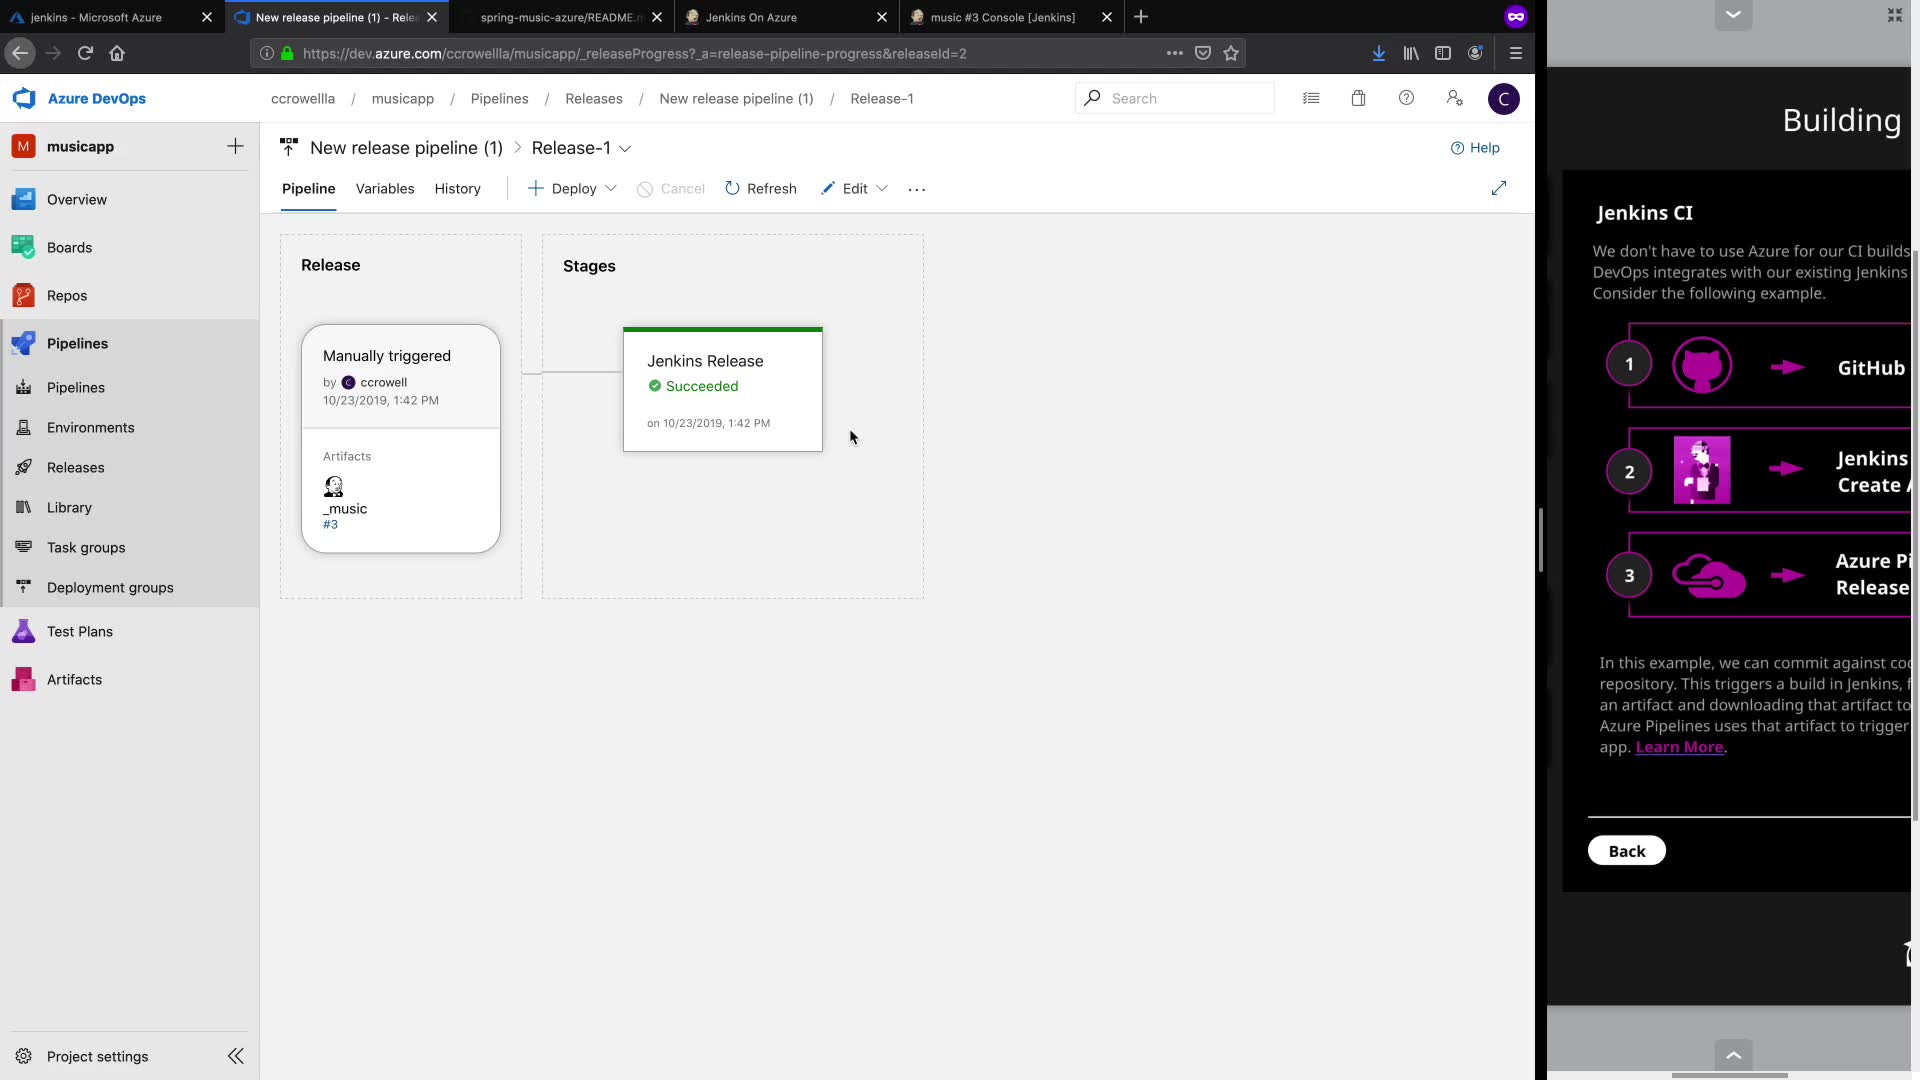 jenkins - Microsoft Azure
New release pipeline (1) - Rele
spring-music-azure/README.m
Jenkins On Azure
music #3 Console [Jenkins]
https://dev.azure.com/ccrowellla/musicapp/_releaseProgress?_a=release-pipeline-progress&releaseId=2
Azure DevOps
ccrowellla / musicapp / Pipelines / Releases / New release pipeline (1) / Release-1
Search
C
M musicapp
Overview
Boards
Repos
Pipelines
Pipelines
Environments
Releases
Library
Task groups
Deployment groups
Test Plans
Artifacts
Project settings
New release pipeline (1) > Release-1
Help
Pipeline Variables History Deploy Cancel Refresh Edit
Release
Manually triggered
by C ccrowell
10/23/2019, 1:42 PM
Artifacts
_music
#3
Stages
Jenkins Release
Succeeded
on 10/23/2019, 1:42 PM
Building
Jenkins CI
We don't have to use Azure for our CI builds
DevOps integrates with our existing Jenkins
Consider the following example.
1 GitHub
2 Jenkins
Create
3 Azure Pi
Release
In this example, we can commit against co
repository. This triggers a build in Jenkins,
an artifact and downloading that artifact to
Azure Pipelines uses that artifact to trigger
app. Learn More.
Back